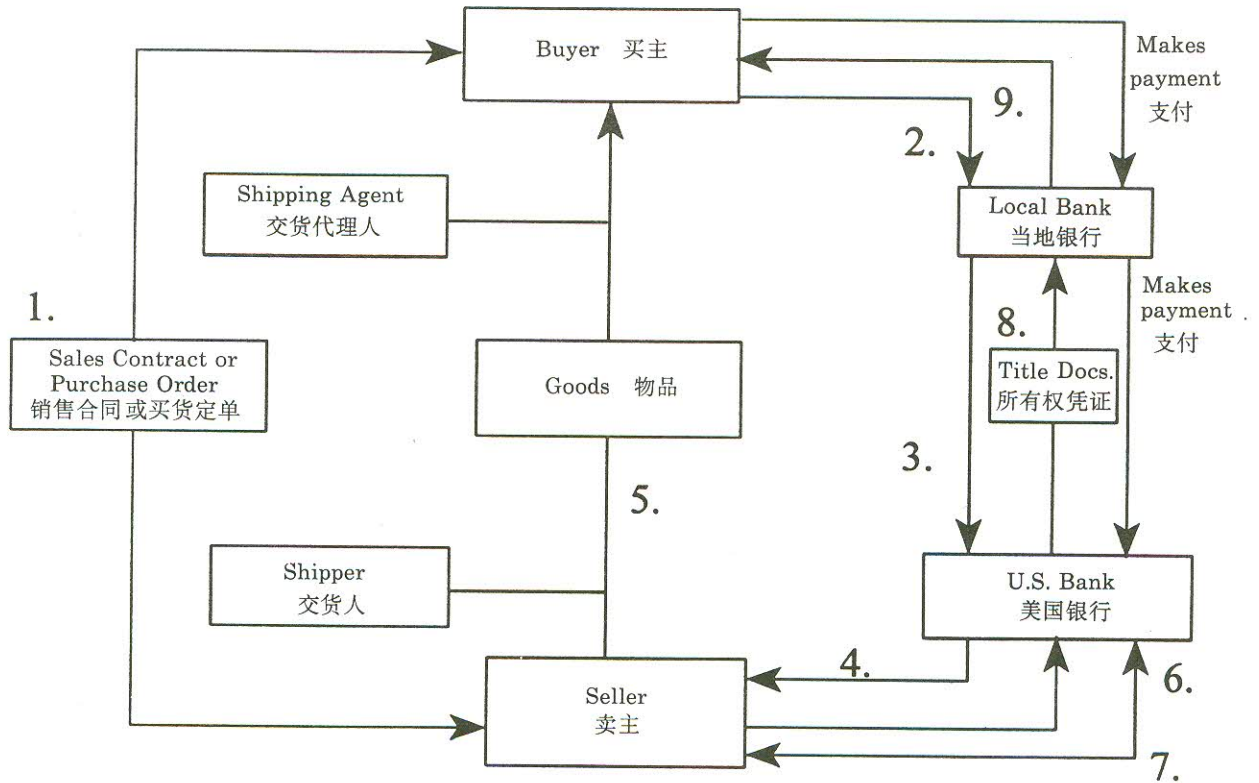 Buyer 买主
Makes
payment
支付
9.
2.
Shipping Agent
交货代理人
Local Bank
当地银行
1.
Makes
payment
支付
8.
Sales Contract or
Purchase Order
销售合同或买货定单
Goods 物品
Title Docs.
所有权凭证
3.
5.
Shipper
交货人
U.S. Bank
美国银行
4.
6.
Seller
卖主
7.